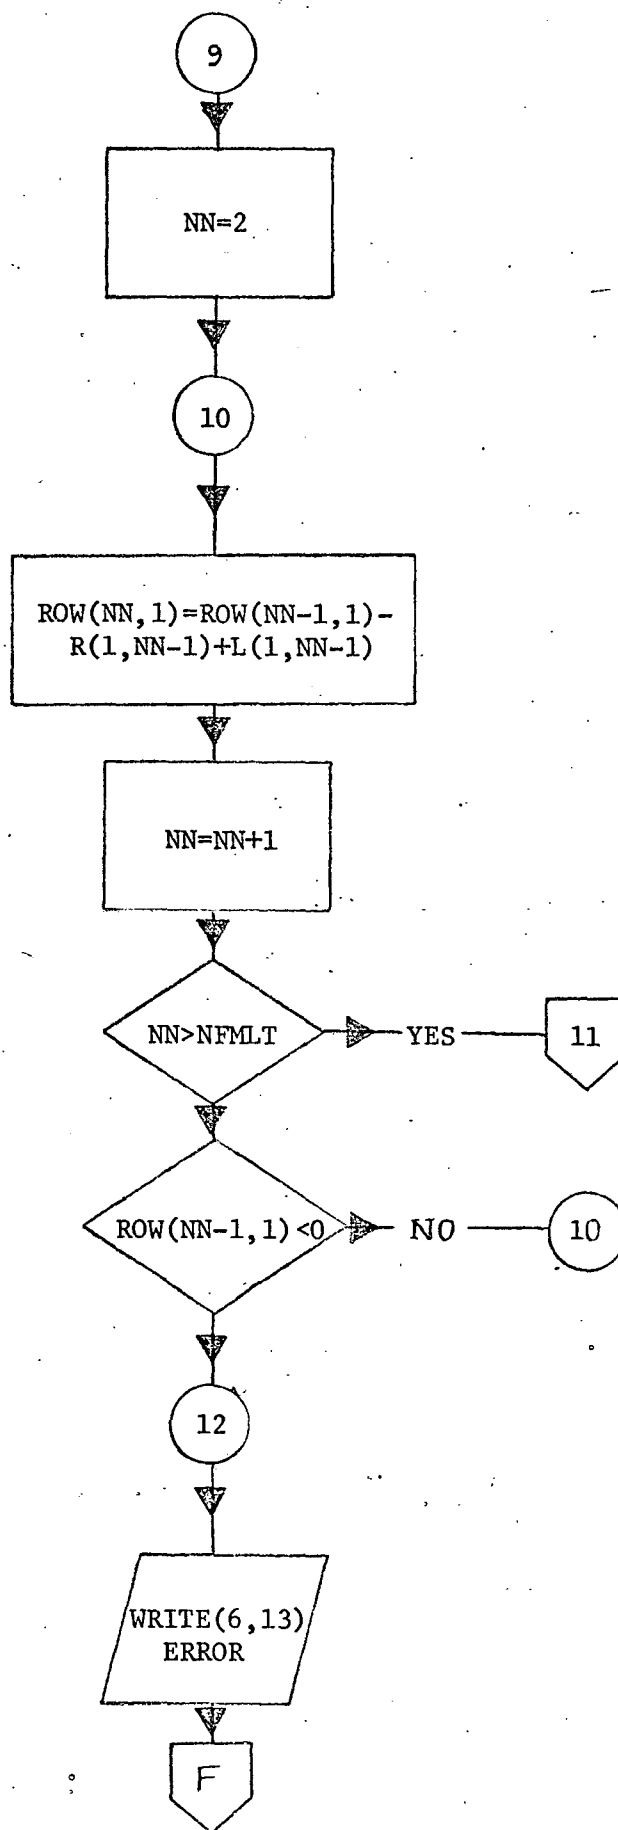 9
NN=2
10
ROW(NN,1)=ROW(NN-1,1)-
R(1,NN-1)+L(1,NN-1)
NN=NN+1
NN>NFMLT
YES
11
ROW(NN-1,1)<0
NO
10
12
WRITE(6,13)
ERROR
F